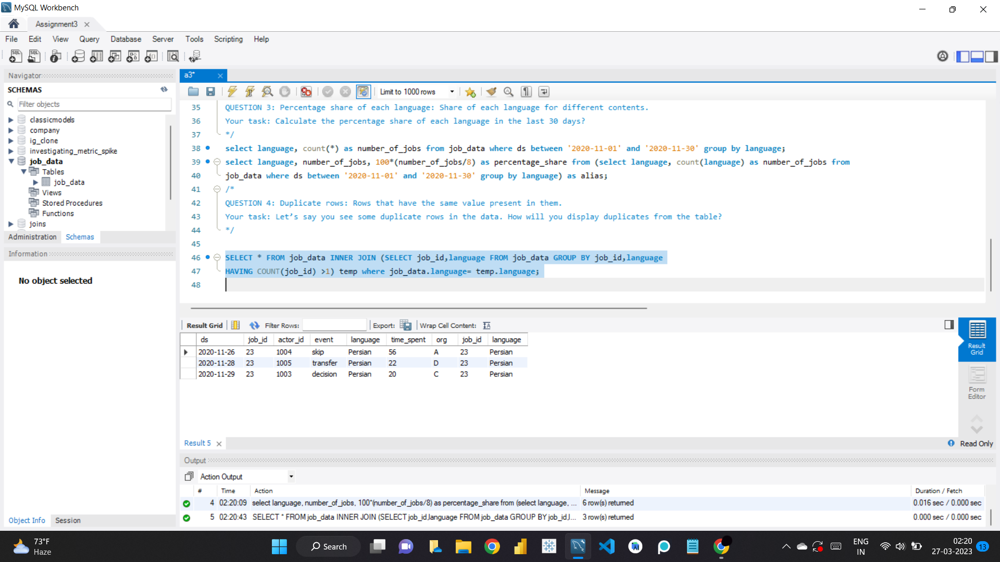 MySQL Workbench
Assignment3
File Edit View Query Database Server Tools Scripting Help
Navigator
SCHEMAS
Filter objects
classicmodels
company
ig_clone
investigating_metric_spike
job_data
Tables
job_data
Views
Stored Procedures
Functions
joins
Administration Schemas
Information
No object selected
Object Info Session
a3*
Limit to 1000 rows
35 QUESTION 3: Percentage share of each language: Share of each language for different contents.
36 Your task: Calculate the percentage share of each language in the last 30 days?
37 */
38 select language, count(*) as number_of_jobs from job_data where ds between '2020-11-01' and '2020-11-30' group by language;
39 select language, number_of_jobs, 100*(number_of_jobs/8) as percentage_share from (select language, count(language) as number_of_jobs from
40 job_data where ds between '2020-11-01' and '2020-11-30' group by language) as alias;
41 /*
42 QUESTION 4: Duplicate rows: Rows that have the same value present in them.
43 Your task: Let’s say you see some duplicate rows in the data. How will you display duplicates from the table?
44 */
45
46 SELECT * FROM job_data INNER JOIN (SELECT job_id,language FROM job_data GROUP BY job_id,language
47 HAVING COUNT(job_id) >1) temp where job_data.language= temp.language;
48
Result Grid Filter Rows: Export: Wrap Cell Content:
ds job_id actor_id event language time_spent org job_id language
2020-11-26 23 1004 skip Persian 56 A 23 Persian
2020-11-28 23 1005 transfer Persian 22 D 23 Persian
2020-11-29 23 1003 decision Persian 20 C 23 Persian
Result
Grid
Form
Editor
Result 5
Read Only
Output
Action Output
# Time Action Message Duration / Fetch
4 02:20:09 select language, number_of_jobs, 100*(number_of_jobs/8) as percentage_share from (select language, ... 6 row(s) returned 0.016 sec / 0.000 sec
5 02:20:43 SELECT * FROM job_data INNER JOIN (SELECT job_id,language FROM job_data GROUP BY job_id,l... 3 row(s) returned 0.000 sec / 0.000 sec
73°F
Haze
Search
ENG
IN
02:20
27-03-2023
13